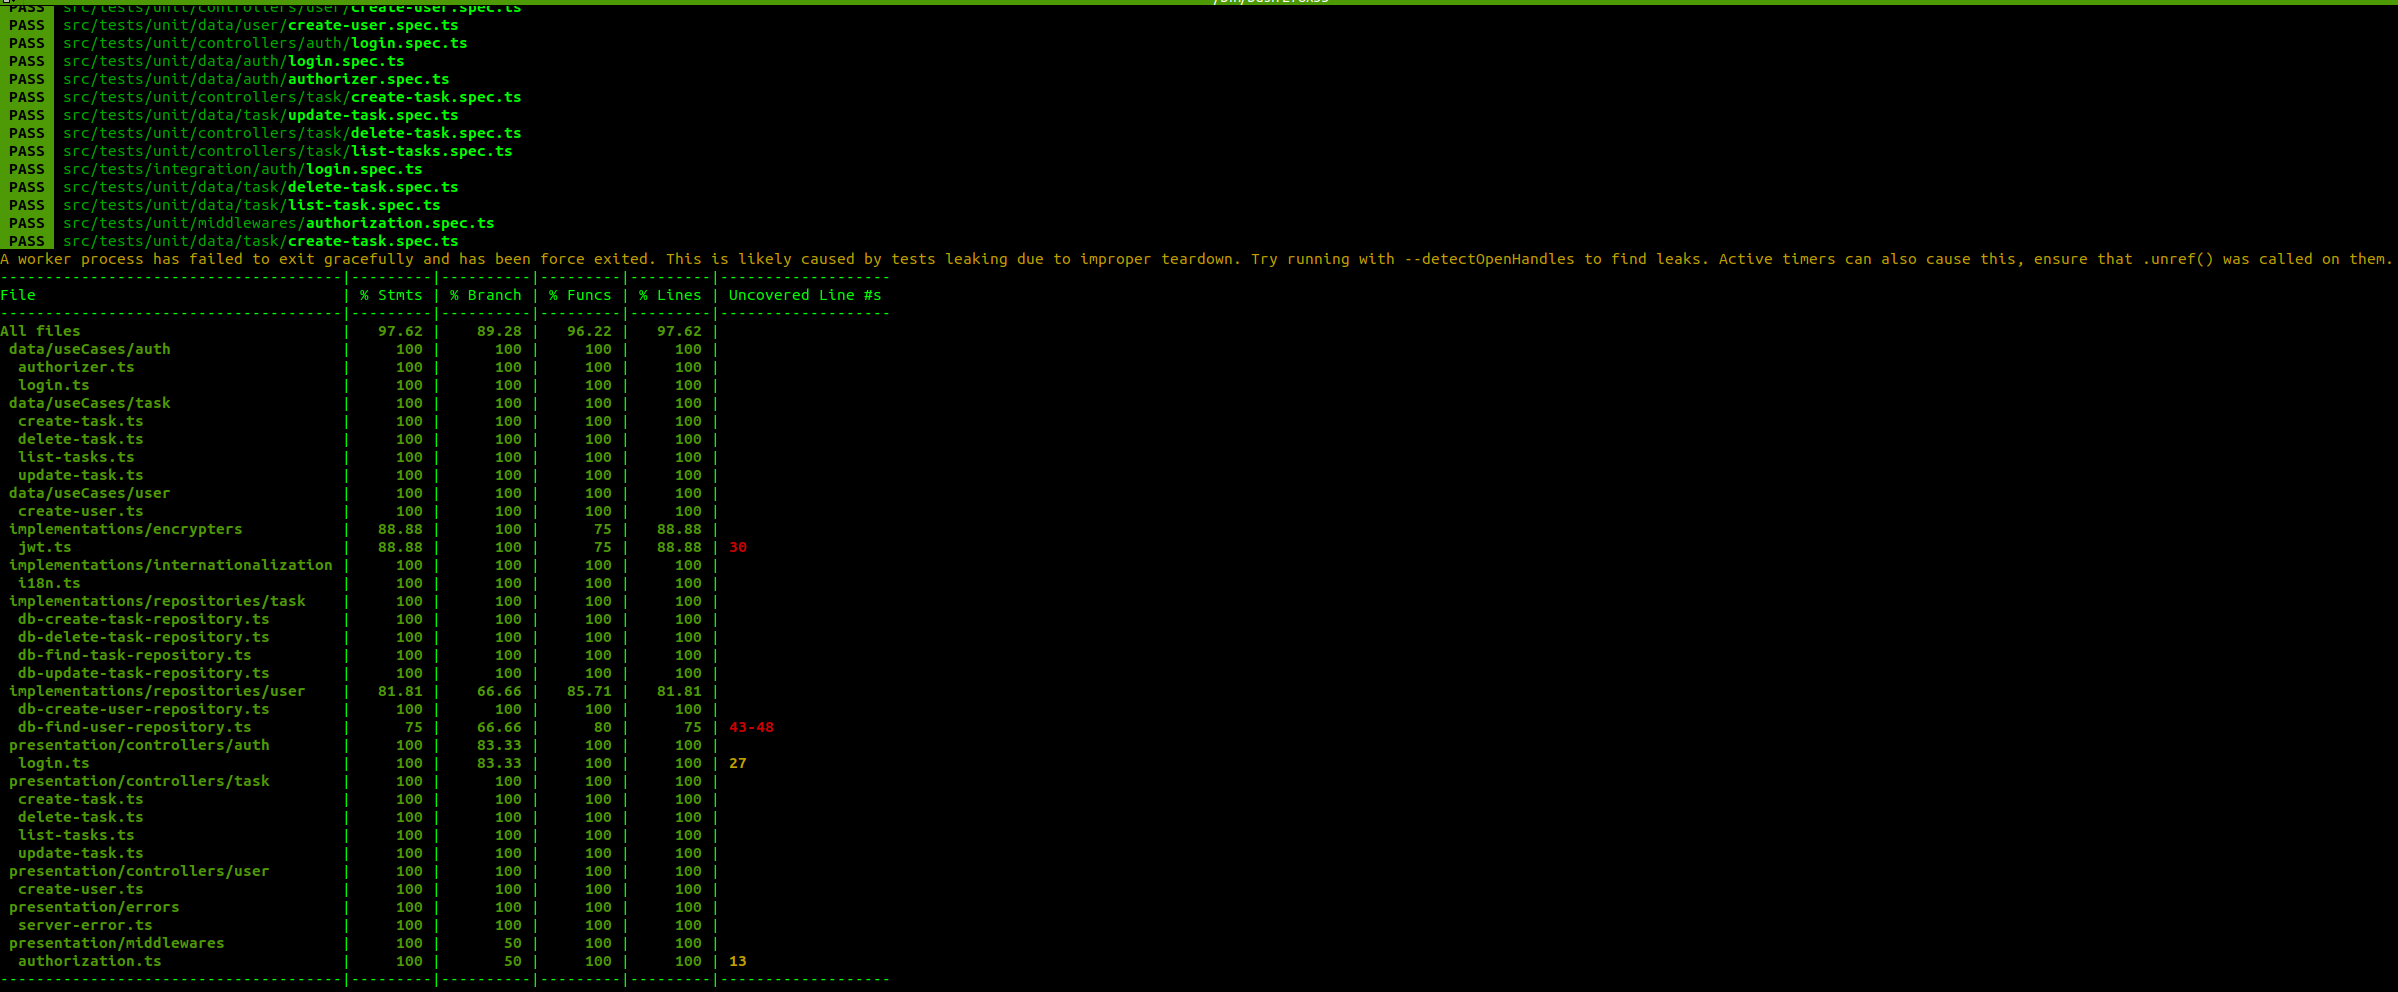 PASS src/tests/unit/controllers/user/create-user.spec.ts
PASS src/tests/unit/data/user/create-user.spec.ts
PASS src/tests/unit/controllers/auth/login.spec.ts
PASS src/tests/unit/data/auth/login.spec.ts
PASS src/tests/unit/data/auth/authorizer.spec.ts
PASS src/tests/unit/controllers/task/create-task.spec.ts
PASS src/tests/unit/data/task/update-task.spec.ts
PASS src/tests/unit/controllers/task/delete-task.spec.ts
PASS src/tests/unit/controllers/task/list-tasks.spec.ts
PASS src/tests/integration/auth/login.spec.ts
PASS src/tests/unit/data/task/delete-task.spec.ts
PASS src/tests/unit/data/task/list-task.spec.ts
PASS src/tests/unit/middlewares/authorization.spec.ts
PASS src/tests/unit/data/task/create-task.spec.ts
A worker process has failed to exit gracefully and has been force exited. This is likely caused by tests leaking due to improper teardown. Try running with --detectOpenHandles to find leaks. Active timers can also cause this, ensure that .unref() was called on them.
--------------------------------------|---------|----------|---------|---------|-------------------
File                                  | % Stmts | % Branch | % Funcs | % Lines | Uncovered Line #s
--------------------------------------|---------|----------|---------|---------|-------------------
All files                             |   97.62 |    89.28 |   96.22 |   97.62 |
 data/useCases/auth                   |     100 |      100 |     100 |     100 |
  authorizer.ts                       |     100 |      100 |     100 |     100 |
  login.ts                            |     100 |      100 |     100 |     100 |
 data/useCases/task                   |     100 |      100 |     100 |     100 |
  create-task.ts                      |     100 |      100 |     100 |     100 |
  delete-task.ts                      |     100 |      100 |     100 |     100 |
  list-tasks.ts                       |     100 |      100 |     100 |     100 |
  update-task.ts                      |     100 |      100 |     100 |     100 |
 data/useCases/user                   |     100 |      100 |     100 |     100 |
  create-user.ts                      |     100 |      100 |     100 |     100 |
 implementations/encrypters           |   88.88 |      100 |      75 |   88.88 |
  jwt.ts                              |   88.88 |      100 |      75 |   88.88 | 30
 implementations/internationalization |     100 |      100 |     100 |     100 |
  i18n.ts                             |     100 |      100 |     100 |     100 |
 implementations/repositories/task    |     100 |      100 |     100 |     100 |
  db-create-task-repository.ts        |     100 |      100 |     100 |     100 |
  db-delete-task-repository.ts        |     100 |      100 |     100 |     100 |
  db-find-task-repository.ts          |     100 |      100 |     100 |     100 |
  db-update-task-repository.ts        |     100 |      100 |     100 |     100 |
 implementations/repositories/user    |   81.81 |    66.66 |   85.71 |   81.81 |
  db-create-user-repository.ts        |     100 |      100 |     100 |     100 |
  db-find-user-repository.ts          |      75 |    66.66 |      80 |      75 | 43-48
 presentation/controllers/auth        |     100 |    83.33 |     100 |     100 |
  login.ts                            |     100 |    83.33 |     100 |     100 | 27
 presentation/controllers/task        |     100 |      100 |     100 |     100 |
  create-task.ts                      |     100 |      100 |     100 |     100 |
  delete-task.ts                      |     100 |      100 |     100 |     100 |
  list-tasks.ts                       |     100 |      100 |     100 |     100 |
  update-task.ts                      |     100 |      100 |     100 |     100 |
 presentation/controllers/user        |     100 |      100 |     100 |     100 |
  create-user.ts                      |     100 |      100 |     100 |     100 |
 presentation/errors                  |     100 |      100 |     100 |     100 |
  server-error.ts                     |     100 |      100 |     100 |     100 |
 presentation/middlewares             |     100 |       50 |     100 |     100 |
  authorization.ts                    |     100 |       50 |     100 |     100 | 13
--------------------------------------|---------|----------|---------|---------|-------------------